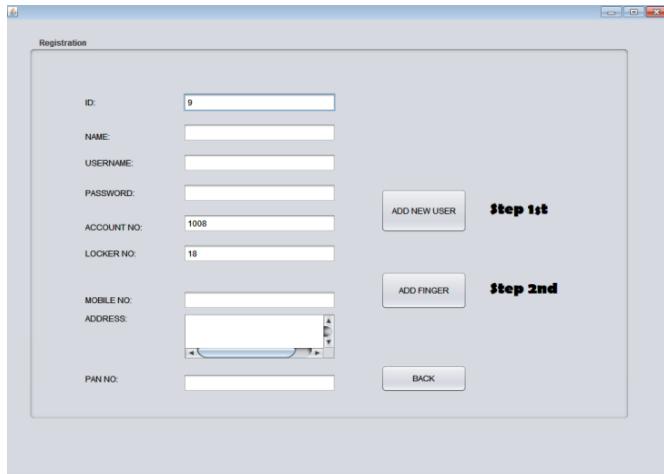 Registration
ID: 9
NAME:
USERNAME:
PASSWORD:
ADD NEW USER Step 1st
ACCOUNT NO: 1008
LOCKER NO: 18
ADD FINGER Step 2nd
MOBILE NO:
ADDRESS:
PAN NO:
BACK